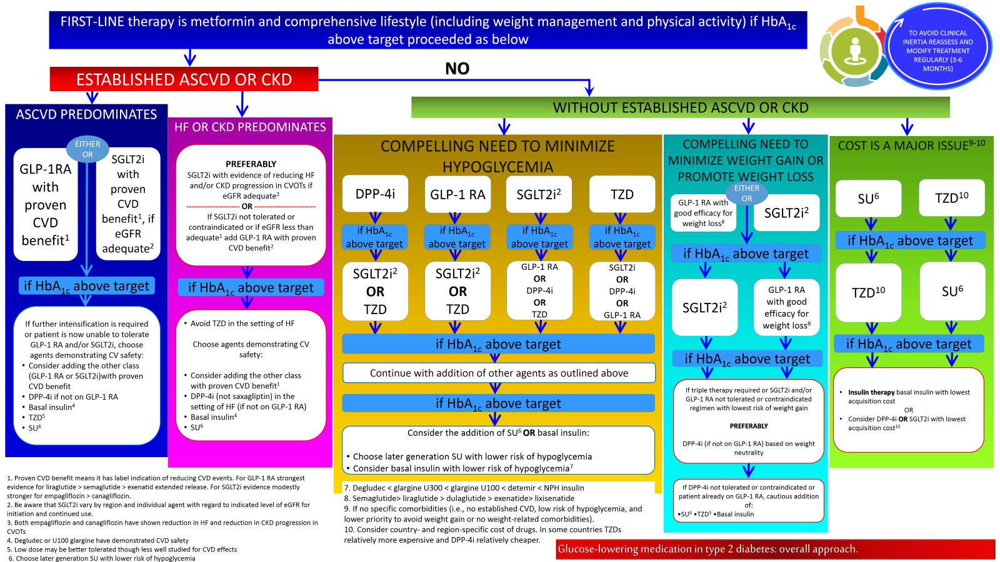 FIRST-LINE therapy is metformin and comprehensive lifestyle (including weight management and physical activity) if HbA1c
above target proceeded as below
TO AVOID CLINICAL
INERTIA REASSESS AND
MODIFY TREATMENT
REGULARLY (3-6
MONTHS)
ESTABLISHED ASCVD OR CKD
NO
WITHOUT ESTABLISHED ASCVD OR CKD
ASCVD PREDOMINATES
EITHER
OR
GLP-1RA
with
proven
CVD
benefit1
SGLT2i
with
proven
CVD
benefit1, if
eGFR
adequate2
if HbA1c above target
If further intensification is required
or patient is now unable to tolerate
GLP-1 RA and/or SGLT2i, choose
agents demonstrating CV safety:
• Consider adding the other class
(GLP-1 RA or SGLT2i)with proven
CVD benefit
• DPP-4i if not on GLP-1 RA
• Basal insulin4
• TZD5
• SU6
HF OR CKD PREDOMINATES
PREFERABLY
SGLT2i with evidence of reducing HF
and/or CKD progression in CVOTs if
eGFR adequate3
---------------------- OR -------------------------
If SGLT2i not tolerated or
contraindicated or if eGFR less than
adequate1 add GLP-1 RA with proven
CVD benefit2
if HbA1c above target
• Avoid TZD in the setting of HF
Choose agents demonstrating CV
safety:
• Consider adding the other class
with proven CVD benefit1
• DPP-4i (not saxagliptin) in the
setting of HF (if not on GLP-1 RA)
• Basal insulin4
• SU6
COMPELLING NEED TO MINIMIZE
HYPOGLYCEMIA
DPP-4i
GLP-1 RA
SGLT2i2
TZD
if HbA1c
above target
if HbA1c
above target
if HbA1c
above target
if HbA1c
above target
SGLT2i2
OR
TZD
SGLT2i2
OR
TZD
GLP-1 RA
OR
DPP-4i
OR
TZD
SGLT2i
OR
DPP-4i
OR
GLP-1 RA
if HbA1c above target
Continue with addition of other agents as outlined above
if HbA1c above target
Consider the addition of SU6 OR basal insulin:
• Choose later generation SU with lower risk of hypoglycemia
• Consider basal insulin with lower risk of hypoglycemia7
COMPELLING NEED TO
MINIMIZE WEIGHT GAIN OR
PROMOTE WEIGHT LOSS
EITHER
OR
GLP-1 RA with
good efficacy for
weight loss8
SGLT2i2
if HbA1c above target
SGLT2i2
GLP-1 RA
with good
efficacy for
weight loss8
if HbA1c above target
If triple therapy required or SGLT2i and/or
GLP-1 RA not tolerated or contraindicated
regimen with lowest risk of weight gain
PREFERABLY
DPP-4i (if not on GLP-1 RA) based on weight
neutrality
If DPP-4i not tolerated or contraindicated or
patient already on GLP-1 RA, cautious addition
of:
•SU6 •TZD5 •Basal insulin
COST IS A MAJOR ISSUE9-10
SU6
TZD10
if HbA1c above target
TZD10
SU6
if HbA1c above target
• Insulin therapy basal insulin with lowest
acquisition cost
OR
• Consider DPP-4i OR SGLT2i with lowest
acquisition cost10
1. Proven CVD benefit means it has label indication of reducing CVD events. For GLP-1 RA strongest
evidence for liraglutide > semaglutide > exenatid extended release. For SGLT2i evidence modestly
stronger for empagliflozin > canagliflozin.
2. Be aware that SGLT2i vary by region and individual agent with regard to indicated level of eGFR for
initiation and continued use.
3. Both empagliflozin and canagliflozin have shown reduction in HF and reduction in CKD progression in
CVOTs
4. Degludec or U100 glargine have demonstrated CVD safety
5. Low dose may be better tolerated though less well studied for CVD effects
6. Choose later generation SU with lower risk of hypoglycemia
7. Degludec < glargine U300 < glargine U100 < detemir < NPH insulin
8. Semaglutide> liraglutide > dulaglutide > exenatide> lixisenatide
9. If no specific comorbidities (i.e., no established CVD, low risk of hypoglycemia, and
lower priority to avoid weight gain or no weight-related comorbidities).
10. Consider country- and region-specific cost of drugs. In some countries TZDs
relatively more expensive and DPP-4i relatively cheaper.
Glucose-lowering medication in type 2 diabetes: overall approach.